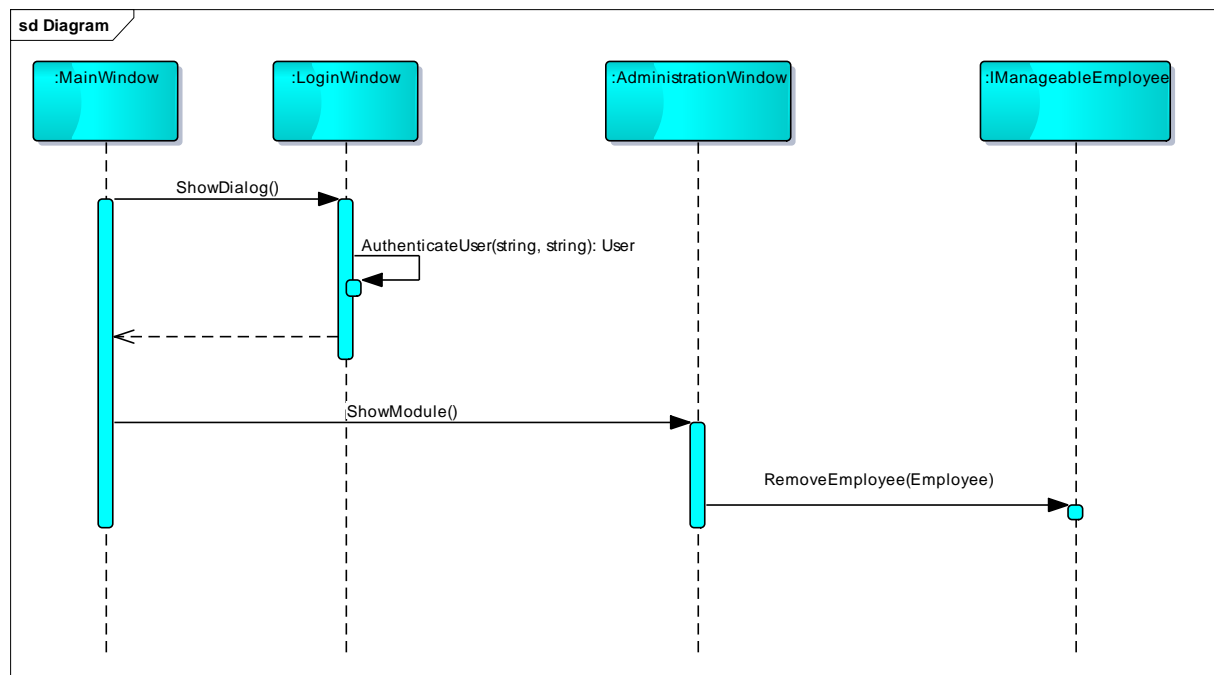 sd Diagram
:MainWindow
:LoginWindow
:AdministrationWindow
:IManageableEmployee
ShowDialog()
AuthenticateUser(string, string): User
ShowModule()
RemoveEmployee(Employee)